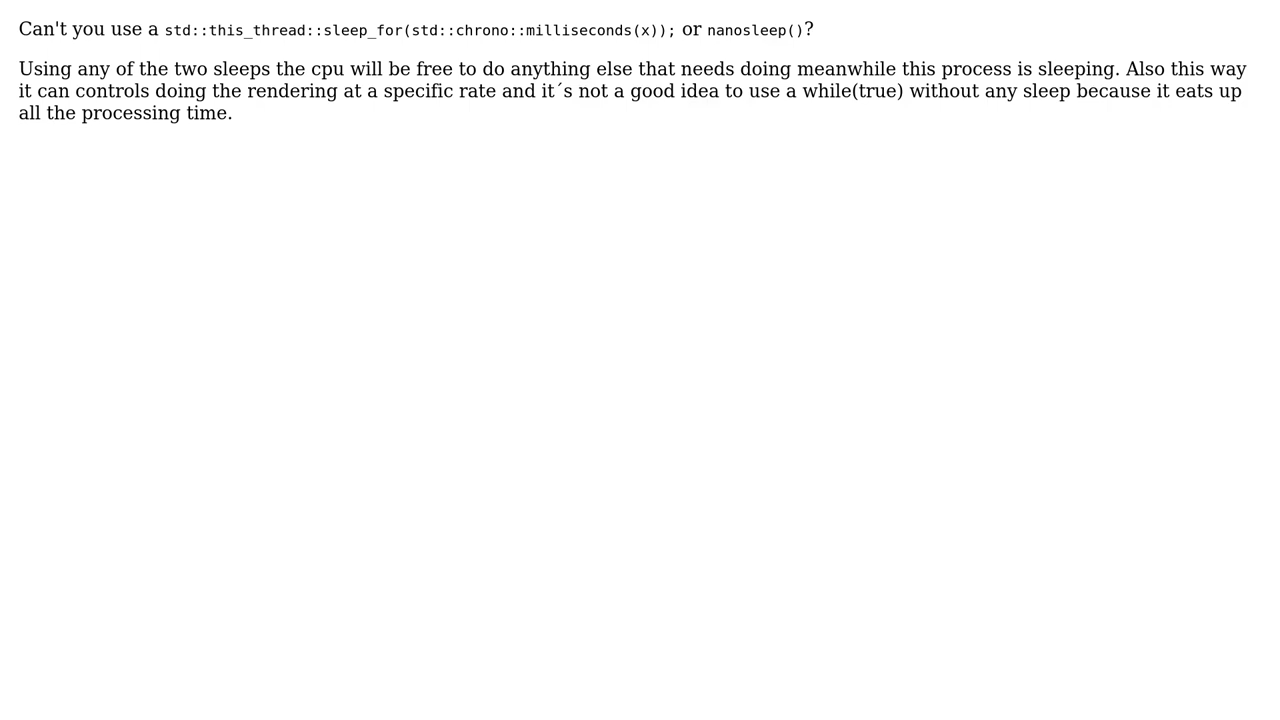 Can't you use a std::this_thread::sleep_for(std::chrono::milliseconds(x)); or nanosleep()?
Using any of the two sleeps the cpu will be free to do anything else that needs doing meanwhile this process is sleeping. Also this way
it can controls doing the rendering at a specific rate and it´s not a good idea to use a while(true) without any sleep because it eats up
all the processing time.